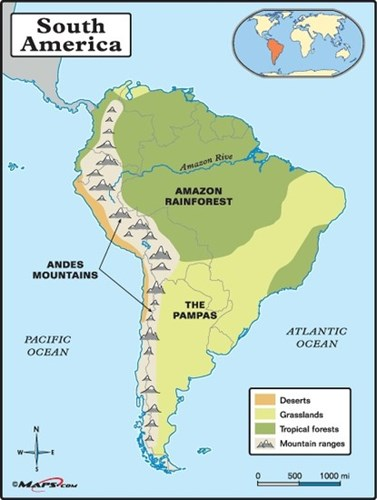 South
America
Amazon Rive
AMAZON
RAINFOREST
ANDES
MOUNTAINS
THE
PAMPAS
PACIFIC
OCEAN
ATLANTIC
OCEAN
Deserts
Grasslands
Tropical forests
Mountain ranges
N
W
E
S
MAPS.COM
0 500 1000 mi